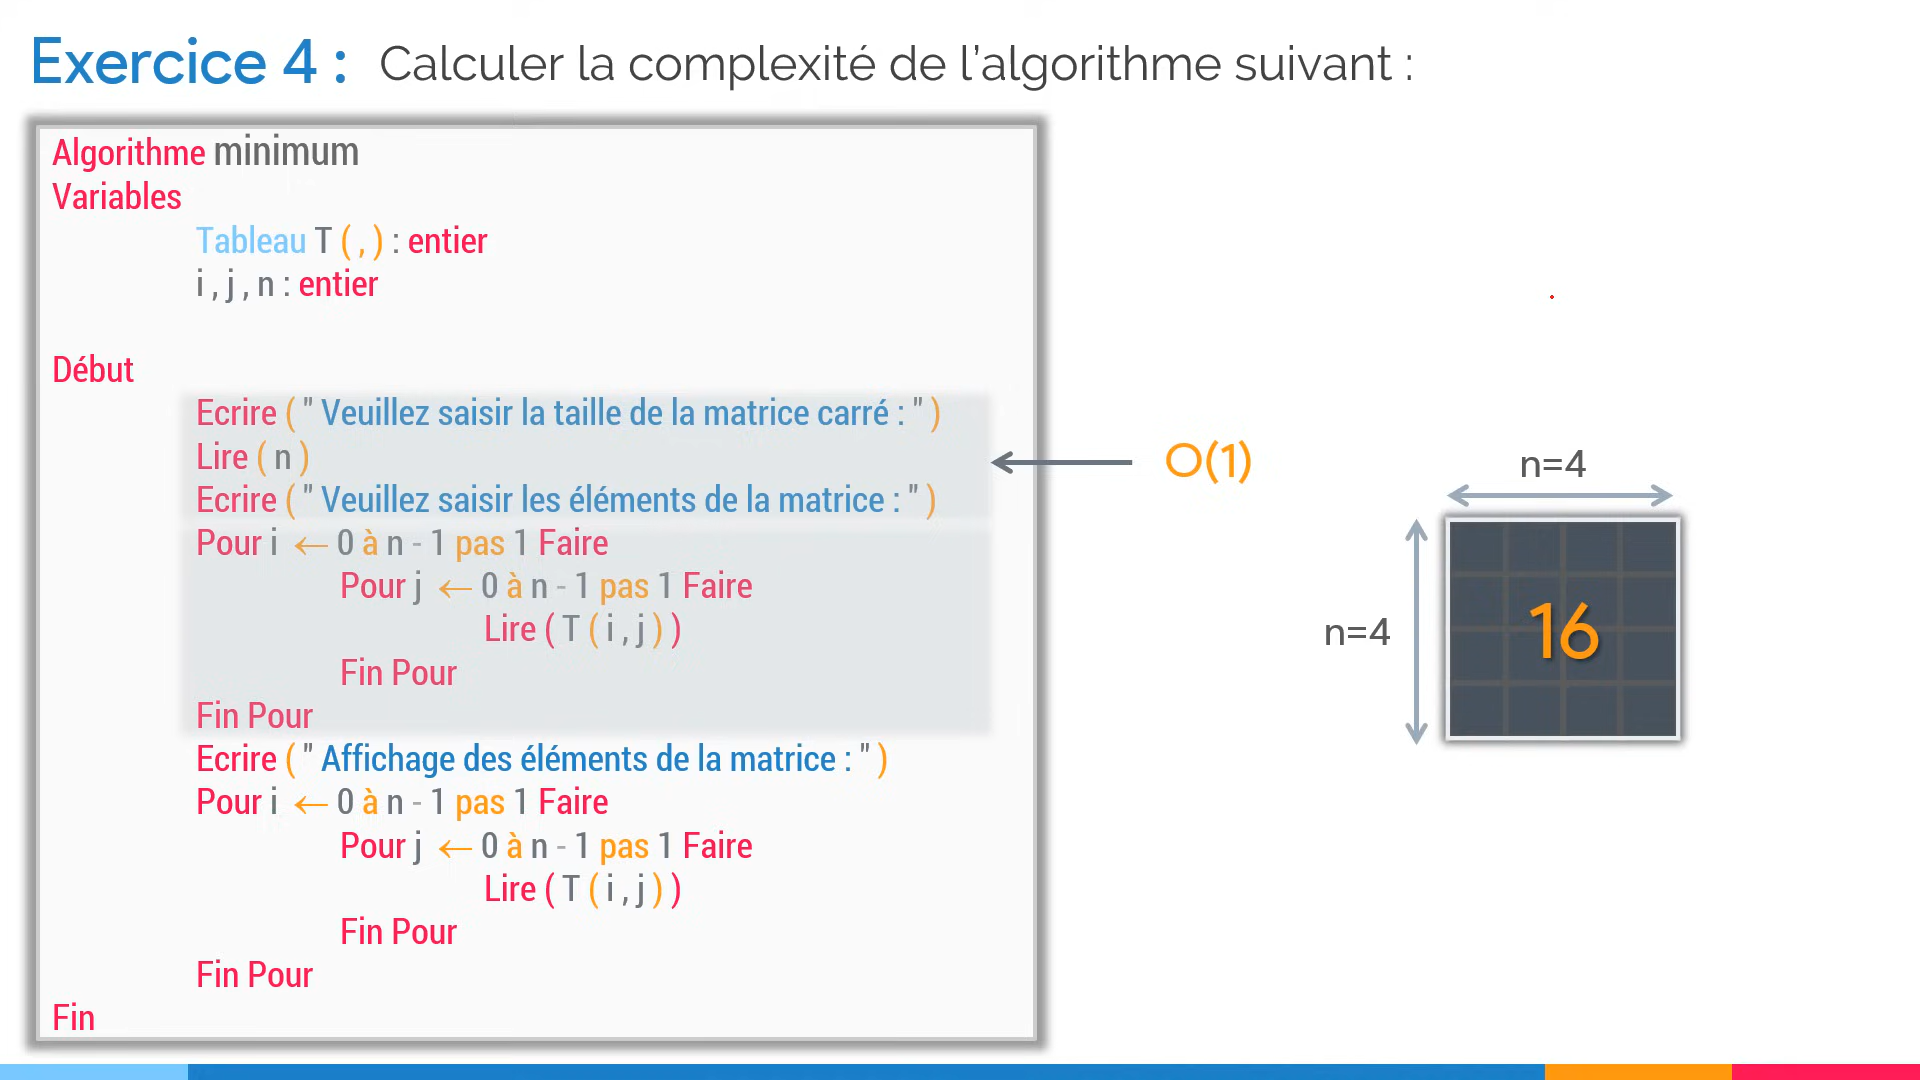 Exercice 4 : Calculer la complexité de l'algorithme suivant :
Algorithme minimum
Variables
Tableau T ( , ) : entier
i , j , n : entier
Début
Ecrire ( " Veuillez saisir la taille de la matrice carré : " )
Lire ( n )
Ecrire ( " Veuillez saisir les éléments de la matrice : " )
Pour i ← 0 à n - 1 pas 1 Faire
Pour j ← 0 à n - 1 pas 1 Faire
Lire ( T ( i , j ) )
Fin Pour
Fin Pour
Ecrire ( " Affichage des éléments de la matrice : " )
Pour i ← 0 à n - 1 pas 1 Faire
Pour j ← 0 à n - 1 pas 1 Faire
Lire ( T ( i , j ) )
Fin Pour
Fin Pour
Fin
O(1)
n=4
n=4
16